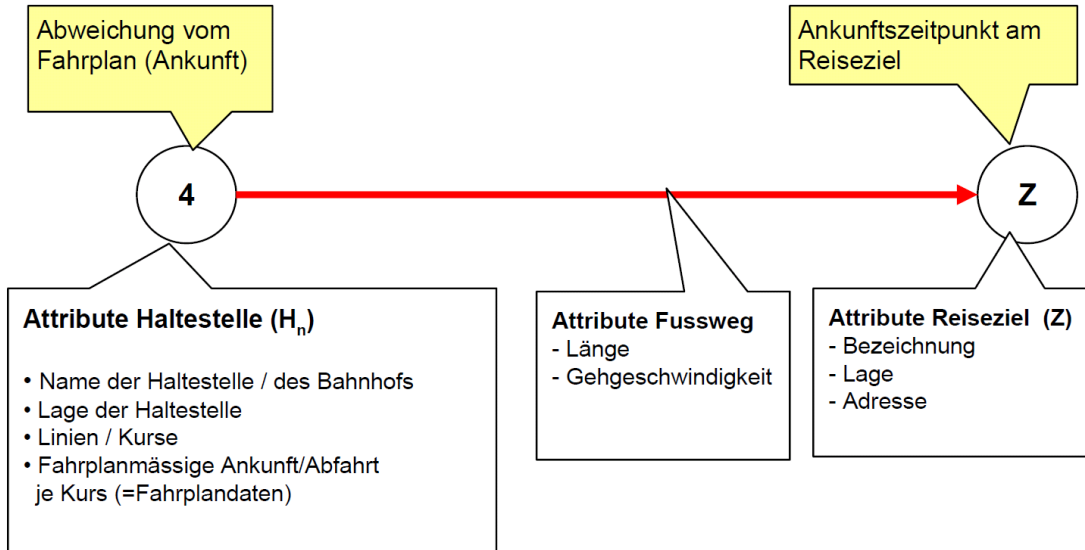 Abweichung vom
Fahrplan (Ankunft)
Ankunftszeitpunkt am
Reiseziel
4
Z
Attribute Haltestelle (Hn)
• Name der Haltestelle / des Bahnhofs
• Lage der Haltestelle
• Linien / Kurse
• Fahrplanmässige Ankunft/Abfahrt
je Kurs (=Fahrplandaten)
Attribute Fussweg
- Länge
- Gehgeschwindigkeit
Attribute Reiseziel (Z)
- Bezeichnung
- Lage
- Adresse